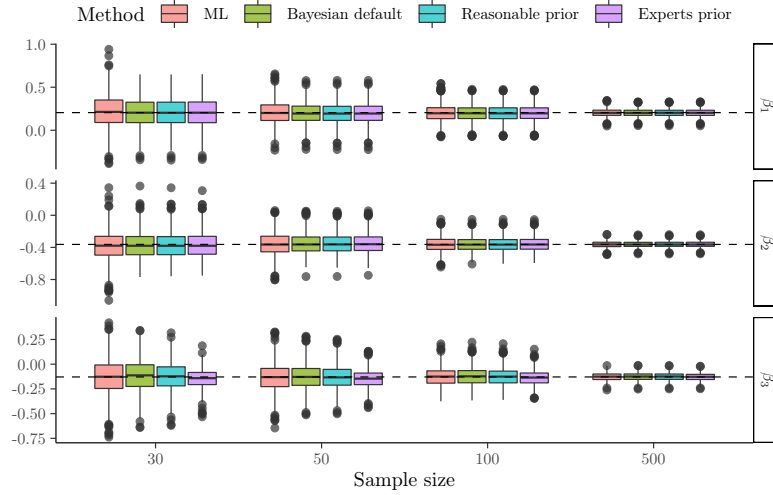 Method ML Bayesian default Reasonable prior Experts prior
1.0
0.5
0.0
β1
0.4
0.0
-0.4
-0.8
β2
0.25
0.00
-0.25
-0.50
-0.75
β3
30 50 100 500
Sample size